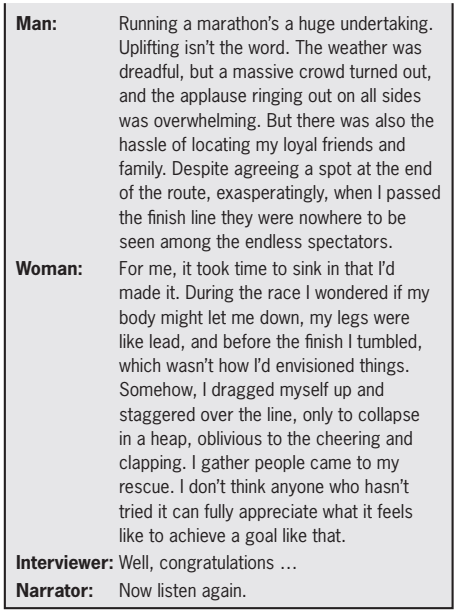 Man: Running a marathon's a huge undertaking.
Uplifting isn't the word. The weather was
dreadful, but a massive crowd turned out,
and the applause ringing out on all sides
was overwhelming. But there was also the
hassle of locating my loyal friends and
family. Despite agreeing a spot at the end
of the route, exasperatingly, when I passed
the finish line they were nowhere to be
seen among the endless spectators.
Woman: For me, it took time to sink in that I'd
made it. During the race I wondered if my
body might let me down, my legs were
like lead, and before the finish I tumbled,
which wasn't how I'd envisioned things.
Somehow, I dragged myself up and
staggered over the line, only to collapse
in a heap, oblivious to the cheering and
clapping. I gather people came to my
rescue. I don't think anyone who hasn't
tried it can fully appreciate what it feels
like to achieve a goal like that.
Interviewer: Well, congratulations …
Narrator: Now listen again.